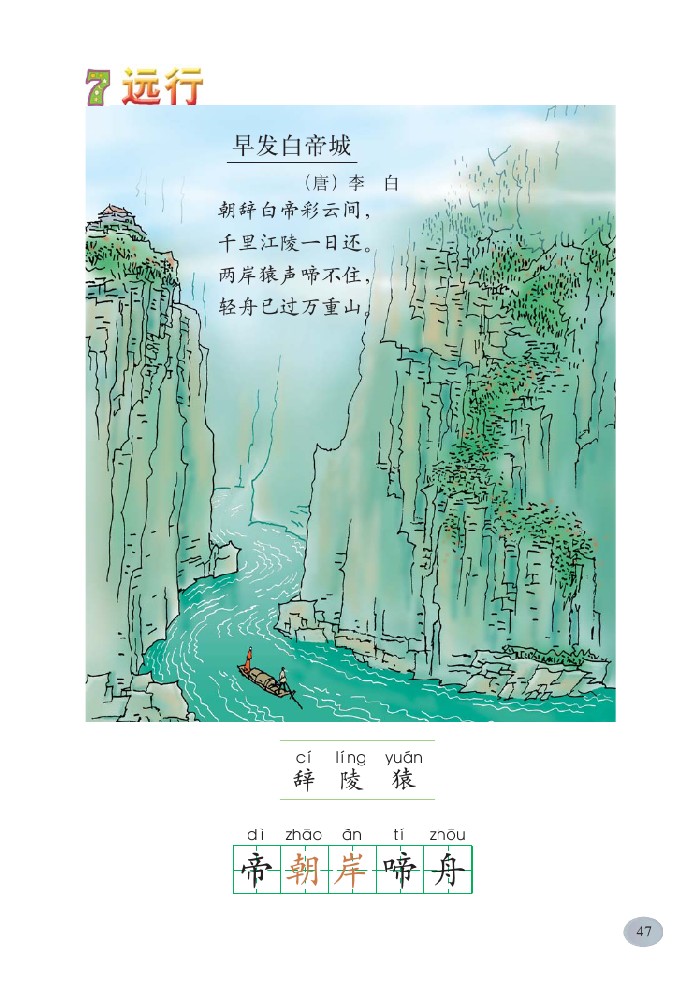 7 远行
早发白帝城
（唐）李 白
朝辞白帝彩云间，
千里江陵一日还。
两岸猿声啼不住，
轻舟已过万重山。
cí líng yuán
辞 陵 猿
dì zhāo àn tí zhōu
帝 朝 岸 啼 舟
47